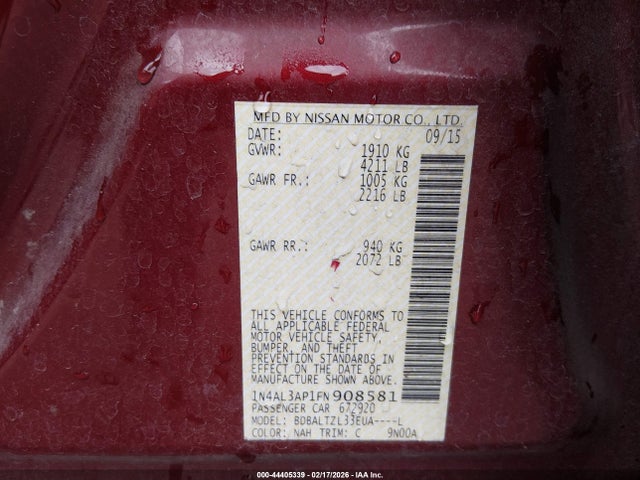 MFD BY NISSAN MOTOR CO., LTD.
DATE: 09/15
GVWR: 1910 KG
4211 LB
GAWR FR.: 1005 KG
2216 LB
GAWR RR.: 940 KG
2072 LB
THIS VEHICLE CONFORMS TO
ALL APPLICABLE FEDERAL
MOTOR VEHICLE SAFETY,
BUMPER, AND THEFT
PREVENTION STANDARDS IN
EFFECT ON THE DATE OF
MANUFACTURE SHOWN ABOVE.
1N4AL3AP1FN908581
PASSENGER CAR 672920
MODEL: BDBALTZL33EUA----L
COLOR: NAH TRIM: C 9N00A
000-44405339 - 02/17/2026 - IAA Inc.